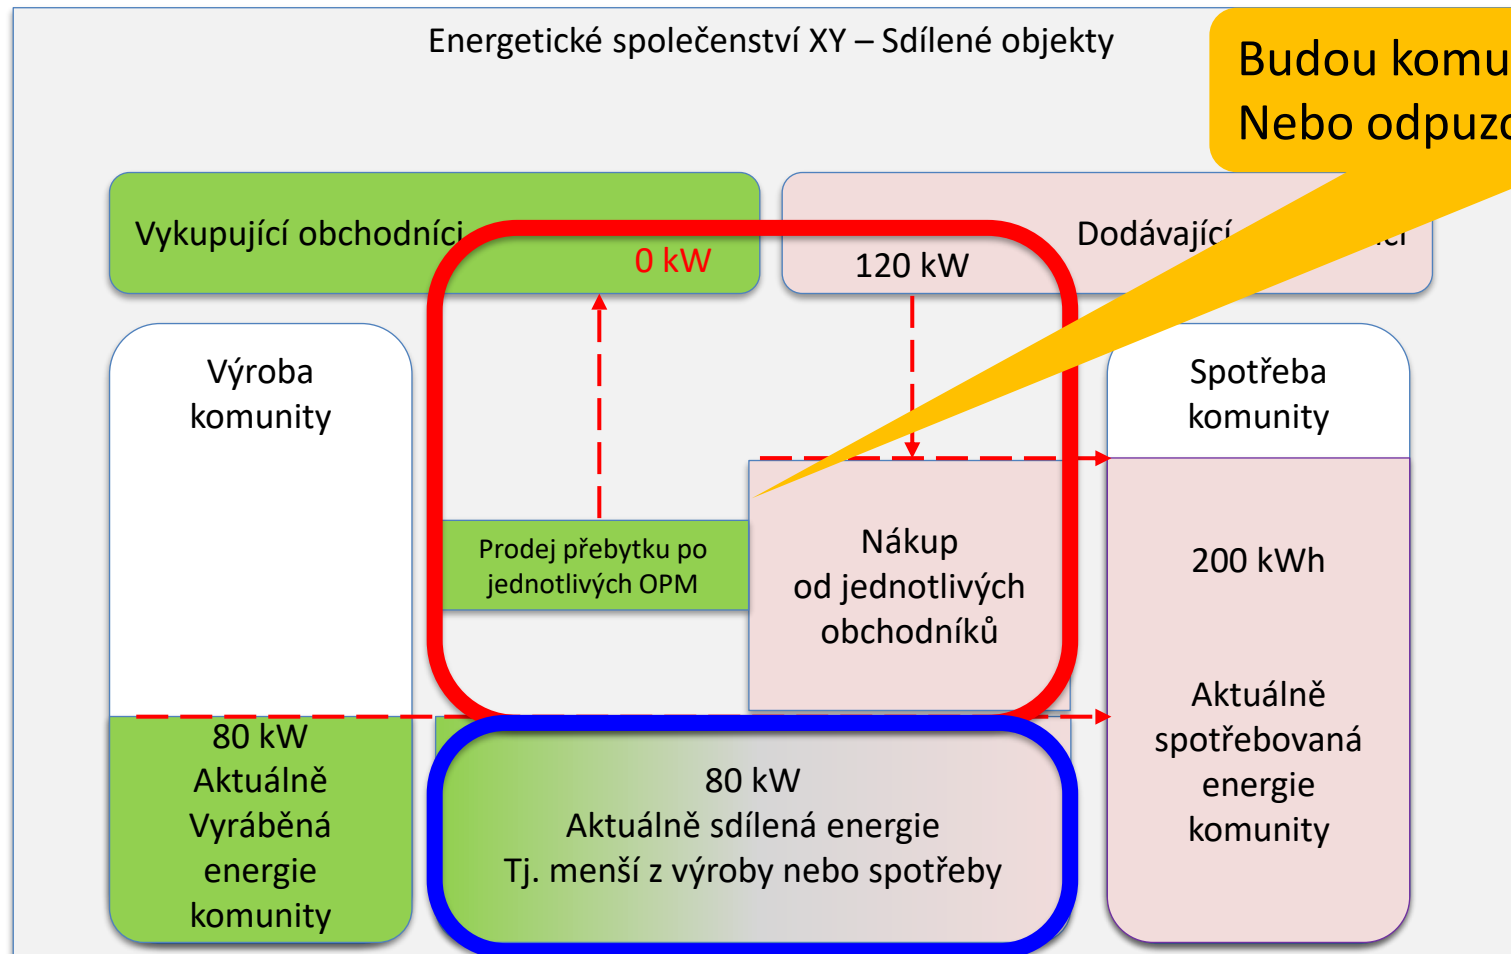 Energetické společenství XY – Sdílené objekty
Budou
Nebo
Vykupující obchodníci
0 kW
Dodávající
120 kW
Výroba
komunity
Spotřeba
komunity
Prodej přebytku po
jednotlivých OPM
Nákup
od jednotlivých
obchodníků
200 kWh
Aktuálně
spotřebovaná
energie
komunity
80 kW
Aktuálně
Vyráběná
energie
komunity
80 kW
Aktuálně sdílená energie
Tj. menší z výroby nebo spotřeby